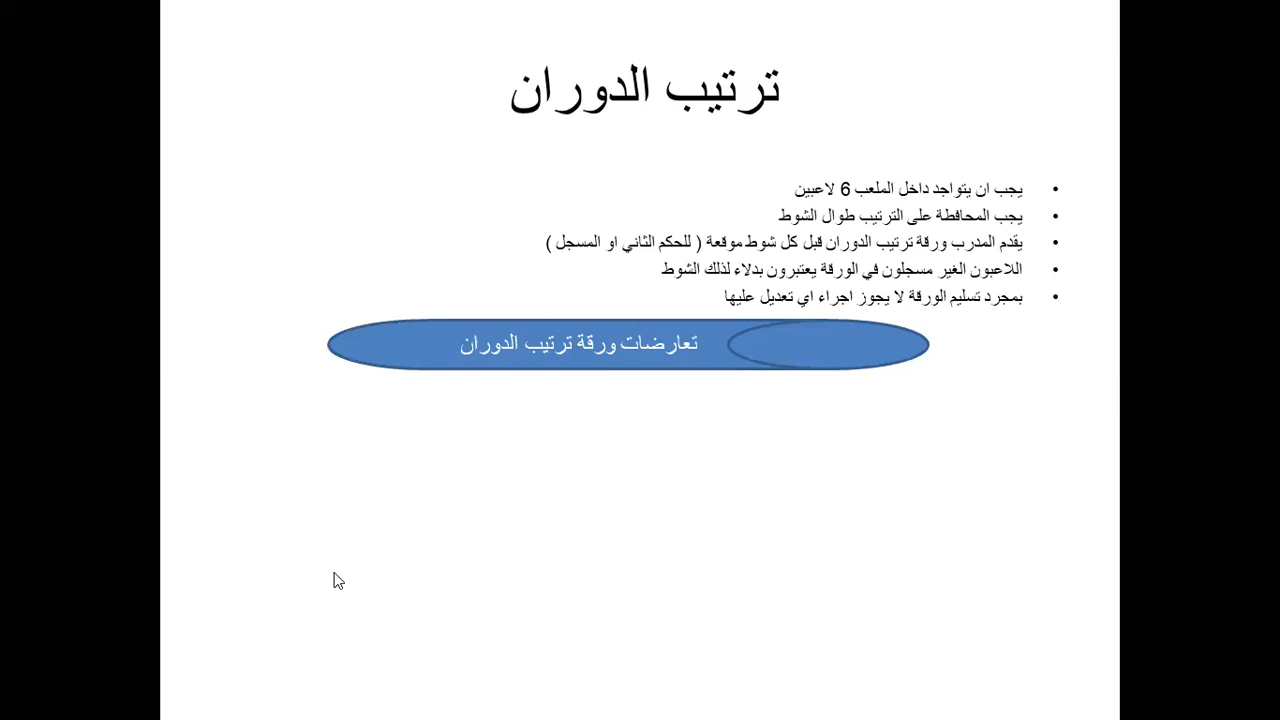 ترتيب الدوران
• يجب ان يتواجد داخل الملعب 6 لاعبين
• يجب المحافطة على الترتيب طوال الشوط
• يقدم المدرب ورقة ترتيب الدوران قبل كل شوط موقعة ( للحكم الثاني او المسجل )
• اللاعبون الغير مسجلون في الورقة يعتبرون بدلاء لذلك الشوط
• بمجرد تسليم الورقة لا يجوز اجراء اي تعديل عليها
تعارضات ورقة ترتيب الدوران